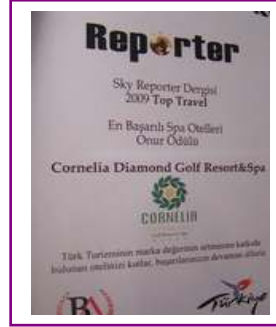 Reporter
Sky Reporter Dergisi
2009 Top Travel
En Başarılı Spa Otelleri
Onur Ödülü
Cornelia Diamond Golf Resort&Spa
CORNELIA
Türk Turizminin marka değerinin artmasına katkıda
bulunan otelinizi kutlar, başarılarınızın devamını dileriz
Türkiye